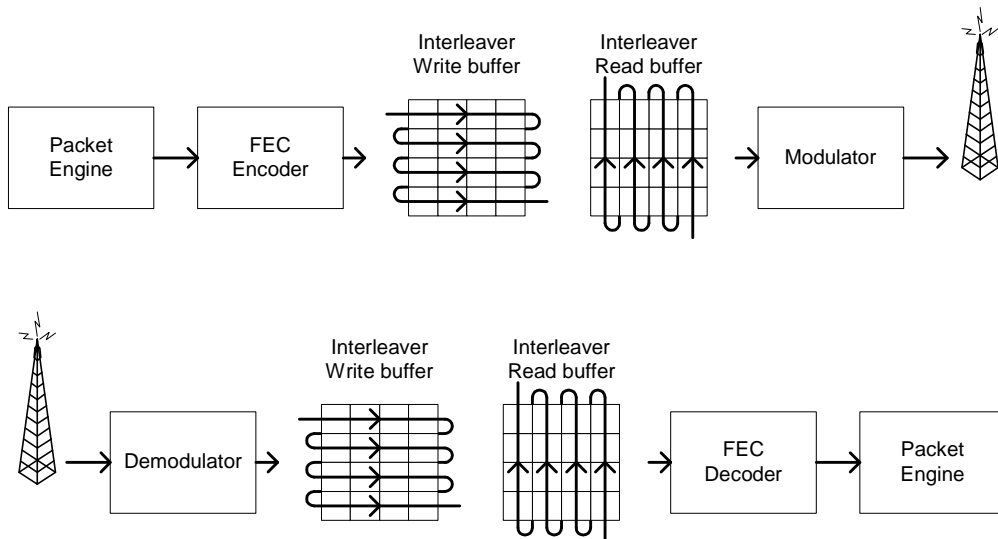 Interleaver
Write buffer
Interleaver
Read buffer
Packet
Engine
FEC
Encoder
Modulator
Interleaver
Write buffer
Interleaver
Read buffer
Demodulator
FEC
Decoder
Packet
Engine